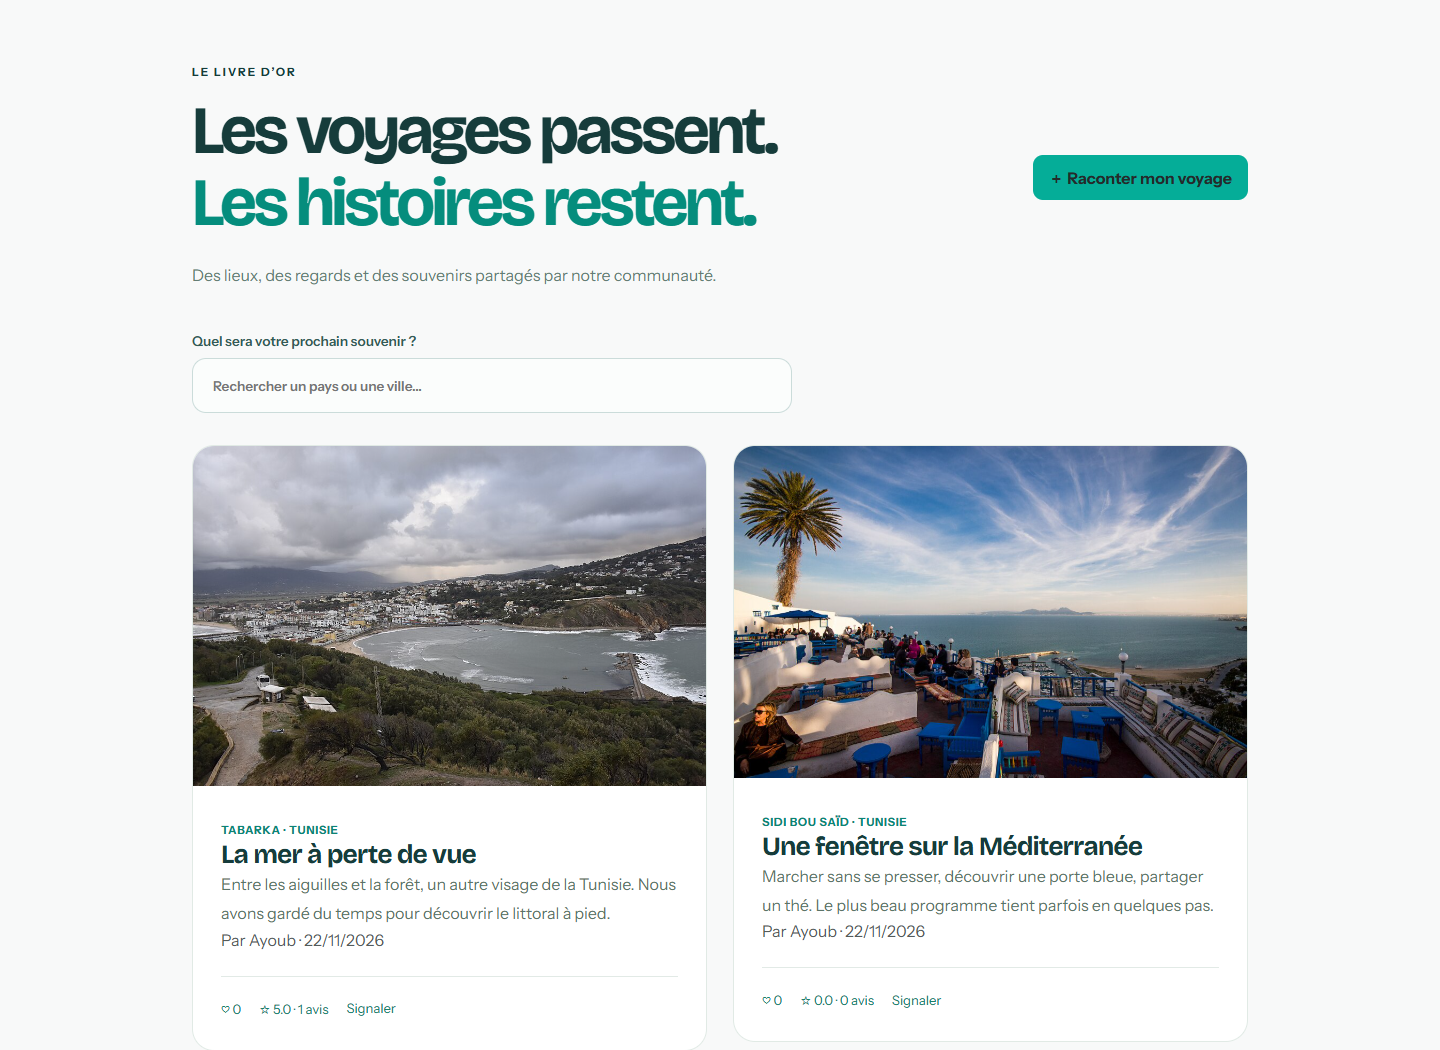 LE LIVRE D’OR
Les voyages passent.
Les histoires restent.
+ Raconter mon voyage
Des lieux, des regards et des souvenirs partagés par notre communauté.
Quel sera votre prochain souvenir ?
Rechercher un pays ou une ville...
TABARKA · TUNISIE
La mer à perte de vue
Entre les aiguilles et la forêt, un autre visage de la Tunisie. Nous
avons gardé du temps pour découvrir le littoral à pied.
Par Ayoub · 22/11/2026
♡ 0 ☆ 5.0 · 1 avis Signaler
SIDI BOU SAÏD · TUNISIE
Une fenêtre sur la Méditerranée
Marcher sans se presser, découvrir une porte bleue, partager
un thé. Le plus beau programme tient parfois en quelques pas.
Par Ayoub · 22/11/2026
♡ 0 ☆ 0.0 · 0 avis Signaler